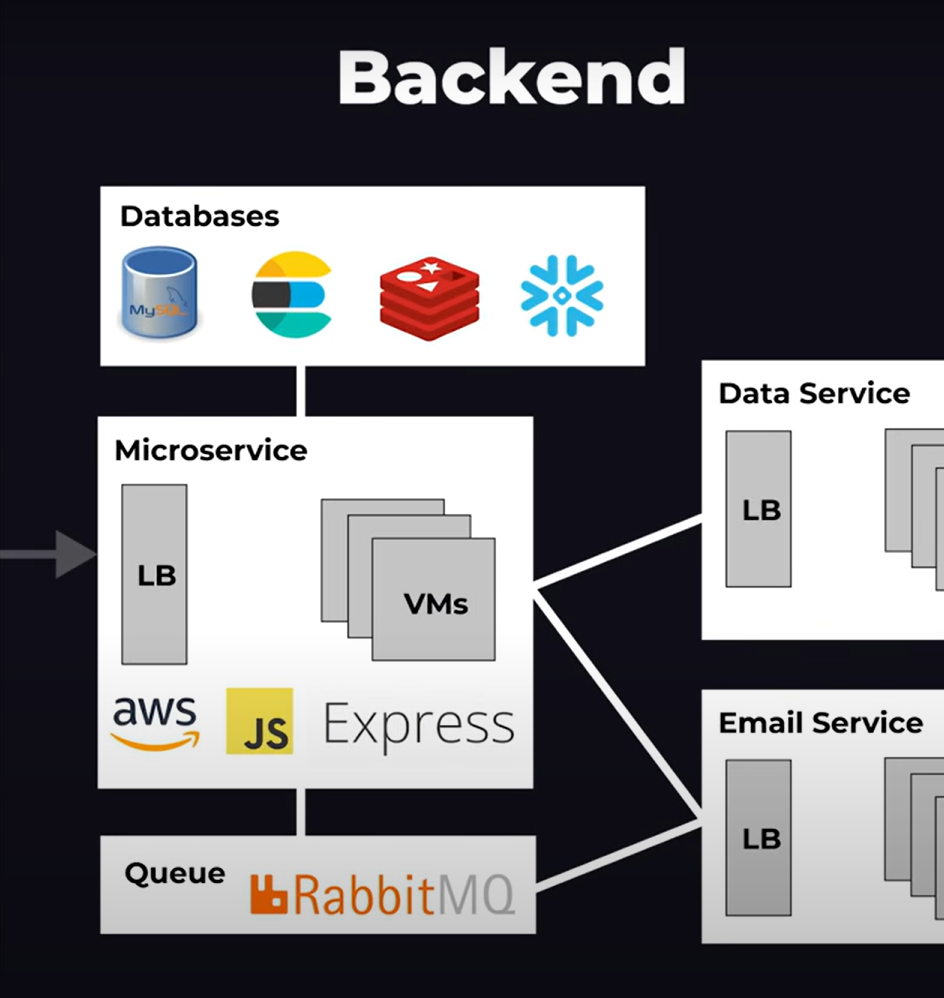 Backend
Databases
MySQL
Microservice
LB
VMs
aws
JS
Express
Queue
RabbitMQ
Data Service
LB
Email Service
LB